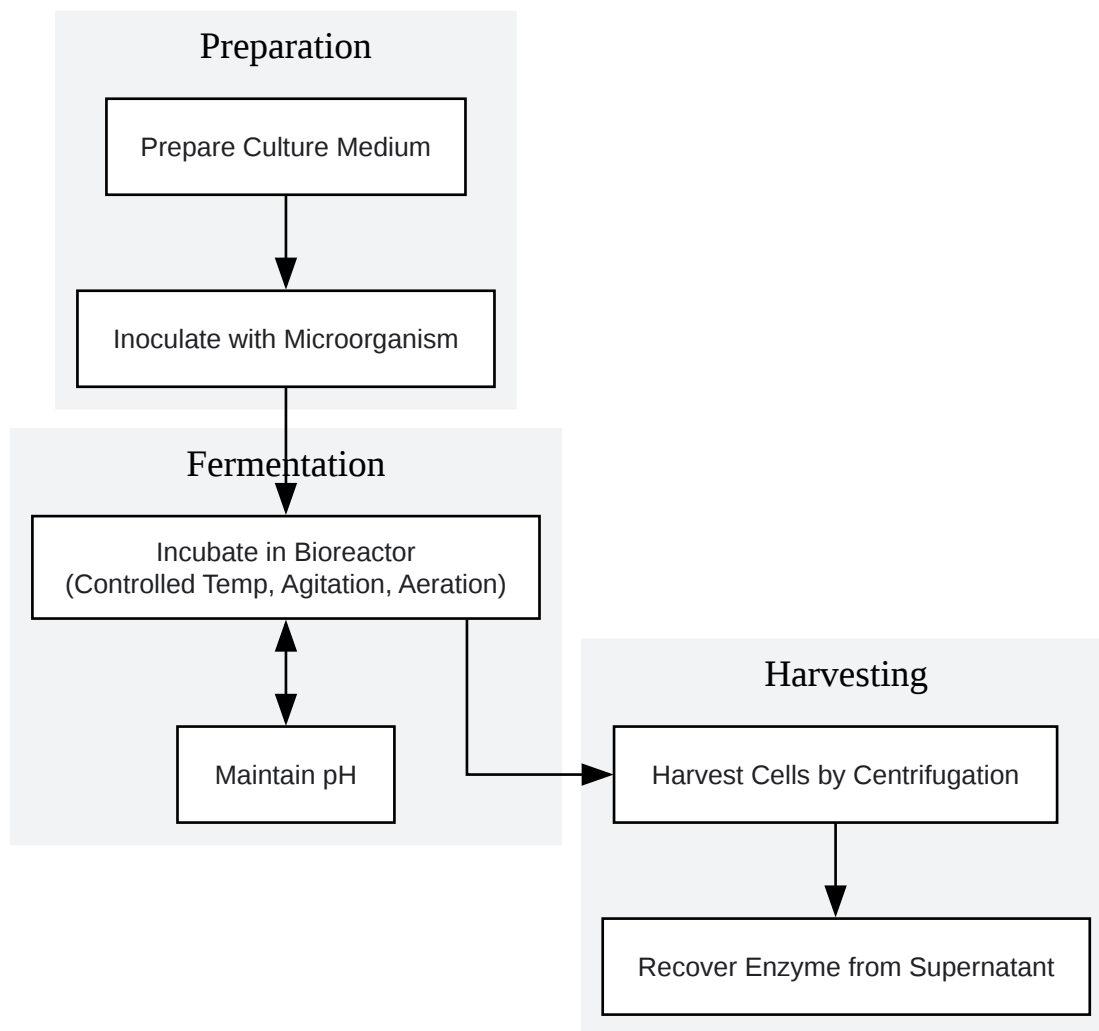 Preparation
Prepare Culture Medium
Inoculate with Microorganism
Fermentation
Incubate in Bioreactor
(Controlled Temp, Agitation, Aeration)
Maintain pH
Harvesting
Harvest Cells by Centrifugation
Recover Enzyme from Supernatant